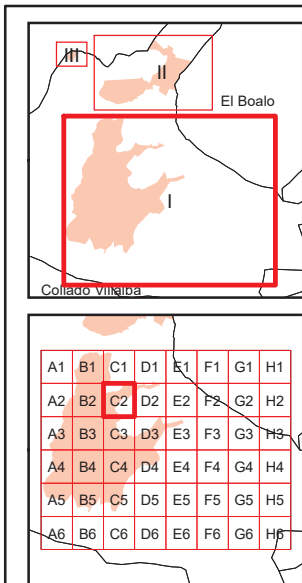 III
II
El Boalo
I
Collado Villalba
A1 B1 C1 D1 E1 F1 G1 H1
A2 B2 C2 D2 E2 F2 G2 H2
A3 B3 C3 D3 E3 F3 G3 H3
A4 B4 C4 D4 E4 F4 G4 H4
A5 B5 C5 D5 E5 F5 G5 H5
A6 B6 C6 D6 E6 F6 G6 H6